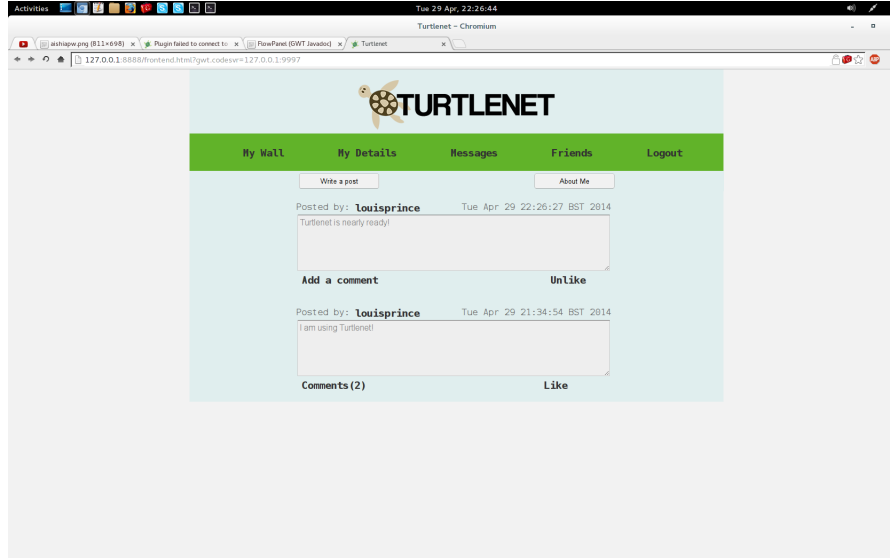 Activities
Tue 29 Apr, 22:26:44
Turtlenet - Chromium
aishiapw.png (811×698) x
Plugin failed to connect to x
FlowPanel (GWT Javadoc) x
Turtlenet x
127.0.0.1:8888/frontend.html?gwt.codesvr=127.0.0.1:9997
TURTLENET
My Wall My Details Messages Friends Logout
Write a post About Me
Posted by: louisprince Tue Apr 29 22:26:27 BST 2014
Turtlenet is nearly ready!
Add a comment Unlike
Posted by: louisprince Tue Apr 29 21:34:54 BST 2014
I am using Turtlenet!
Comments(2) Like